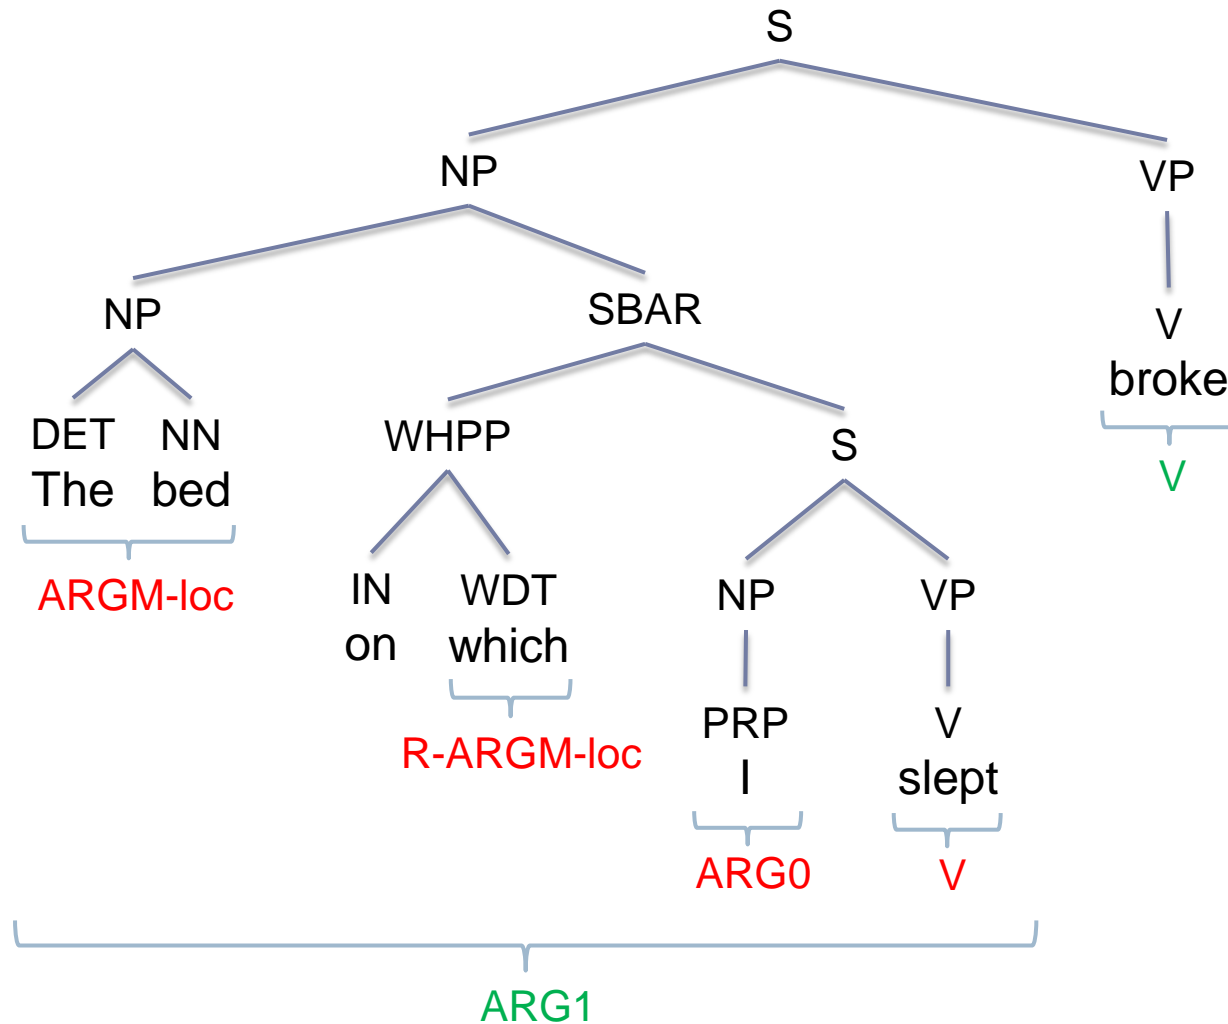 S
NP VP
NP SBAR V
broke
DET NN WHPP S
The bed V
ARGM-loc IN WDT NP VP
on which
R-ARGM-loc PRP V
I slept
ARG0 V
ARG1